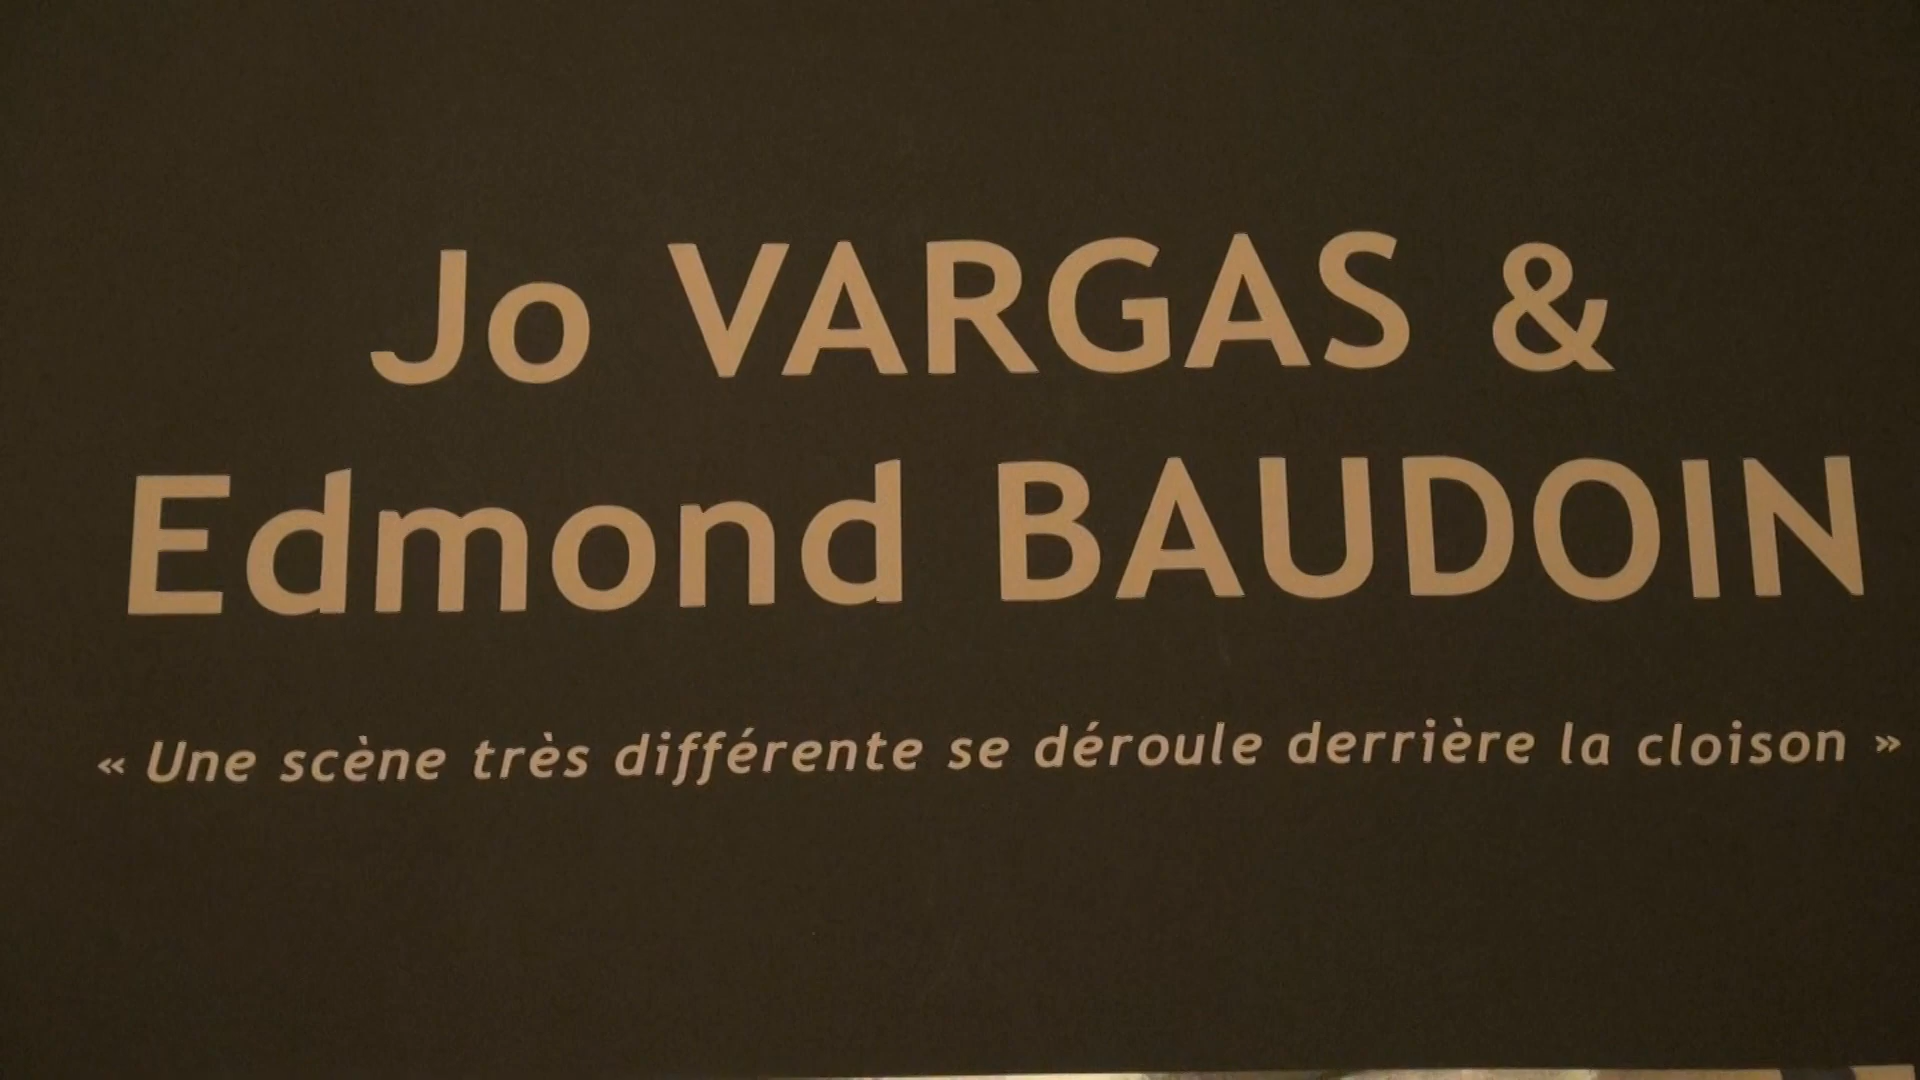 Jo VARGAS &
Edmond BAUDOIN
« Une scène très différente se déroule derrière la cloison »